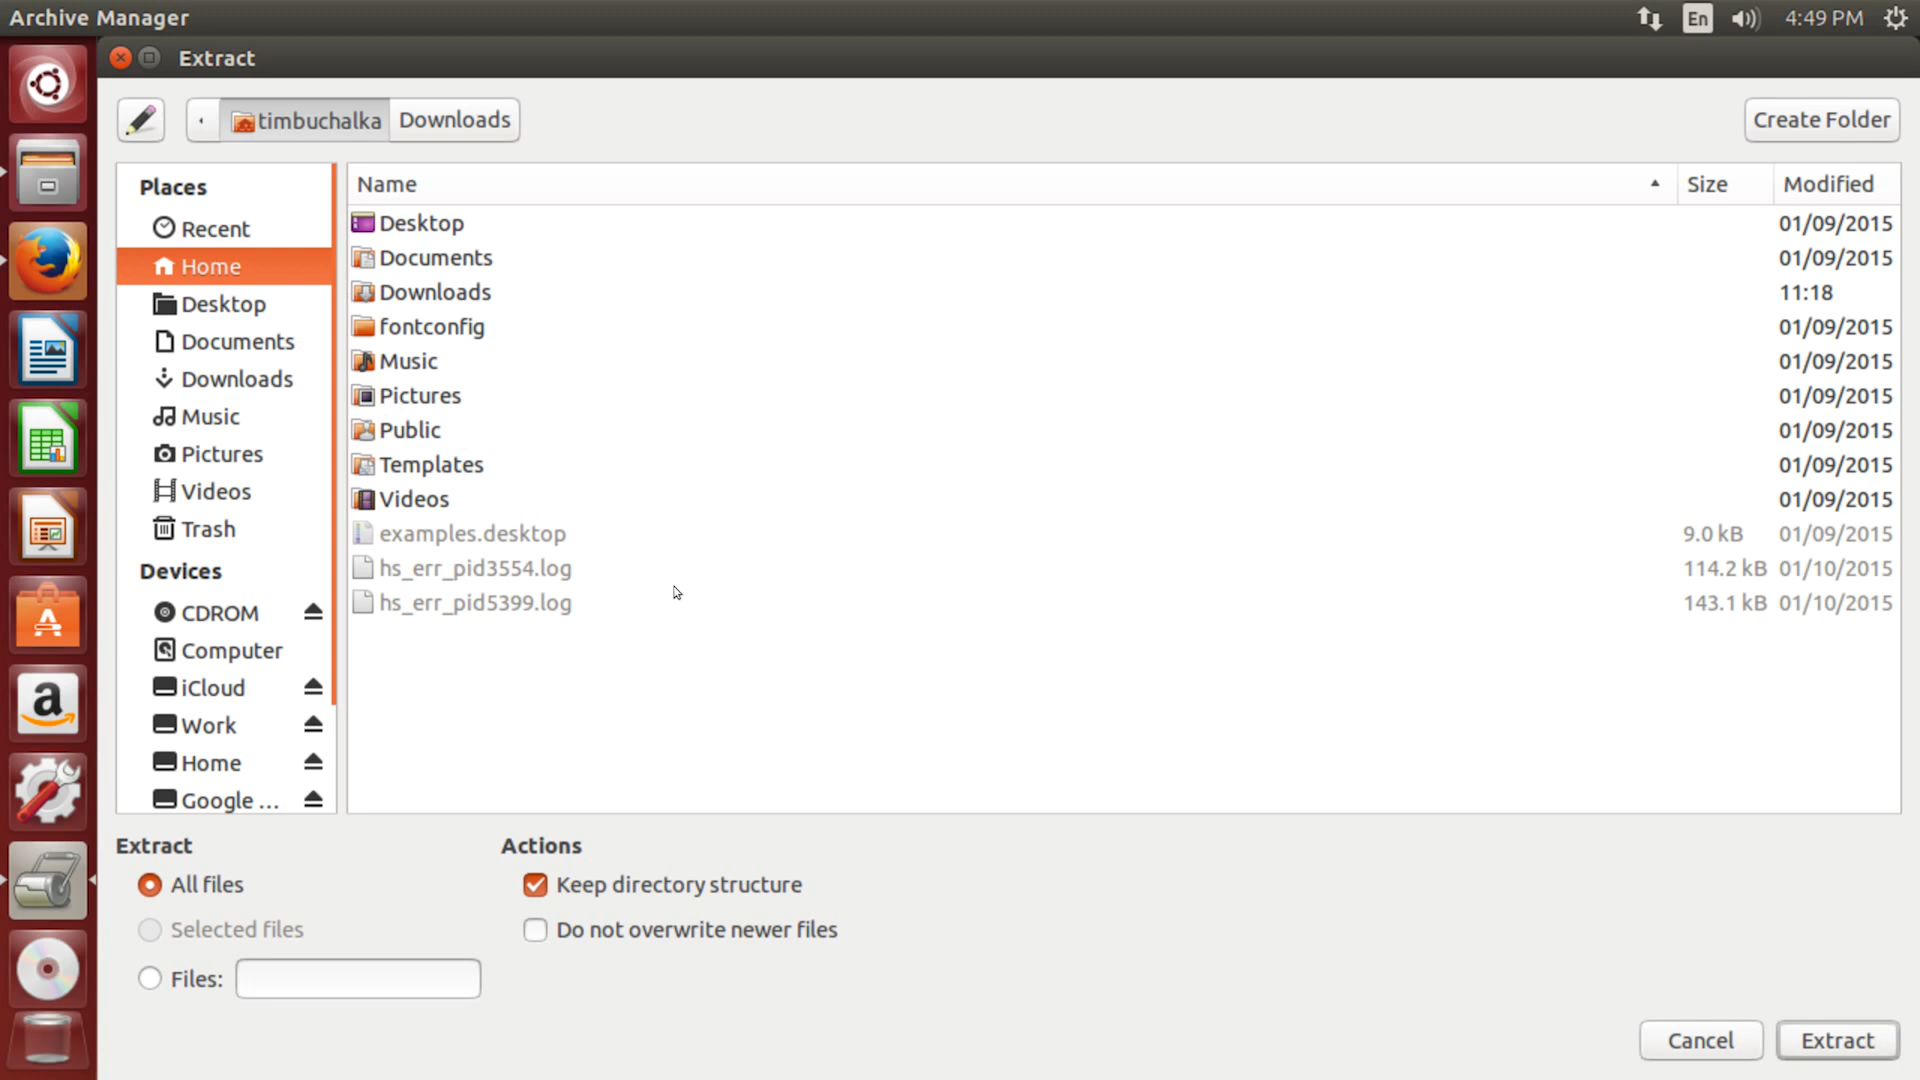 Archive Manager
En
4:49 PM
Extract
timbuchalka
Downloads
Create Folder
Places
Recent
Home
Desktop
Documents
Downloads
Music
Pictures
Videos
Trash
Devices
CDROM
Computer
iCloud
Work
Home
Google ...
Name Size Modified
Desktop 01/09/2015
Documents 01/09/2015
Downloads 11:18
fontconfig 01/09/2015
Music 01/09/2015
Pictures 01/09/2015
Public 01/09/2015
Templates 01/09/2015
Videos 01/09/2015
examples.desktop 9.0 kB 01/09/2015
hs_err_pid3554.log 114.2 kB 01/10/2015
hs_err_pid5399.log 143.1 kB 01/10/2015
Extract
All files
Selected files
Files:
Actions
Keep directory structure
Do not overwrite newer files
Cancel
Extract